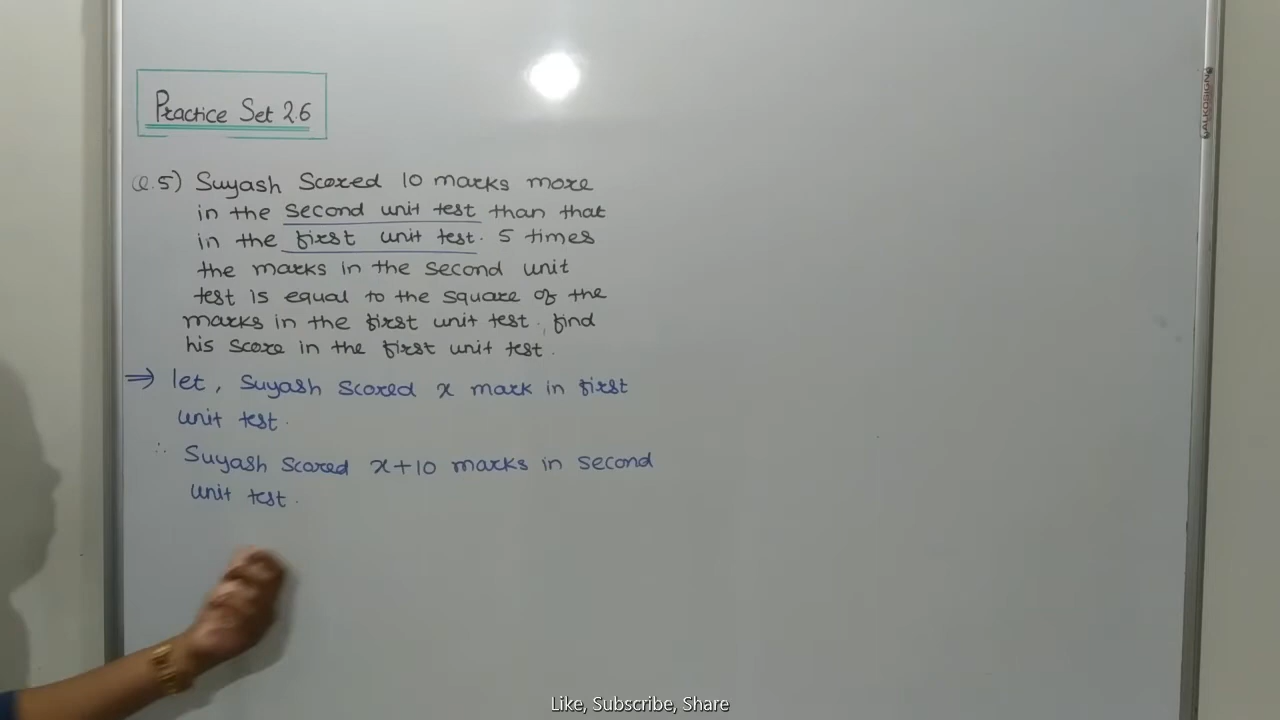 Practice Set 2.6
Q.5) Suyash Scored 10 marks more
in the second unit test than that
in the first unit test. 5 times
the marks in the second unit
test is equal to the square of the
marks in the first unit test. find
his score in the first unit test.
⇒ let, Suyash Scored x mark in first
unit test.
∴ Suyash Scored x+10 marks in second
unit test.
ALKOSIGN
Like, Subscribe, Share